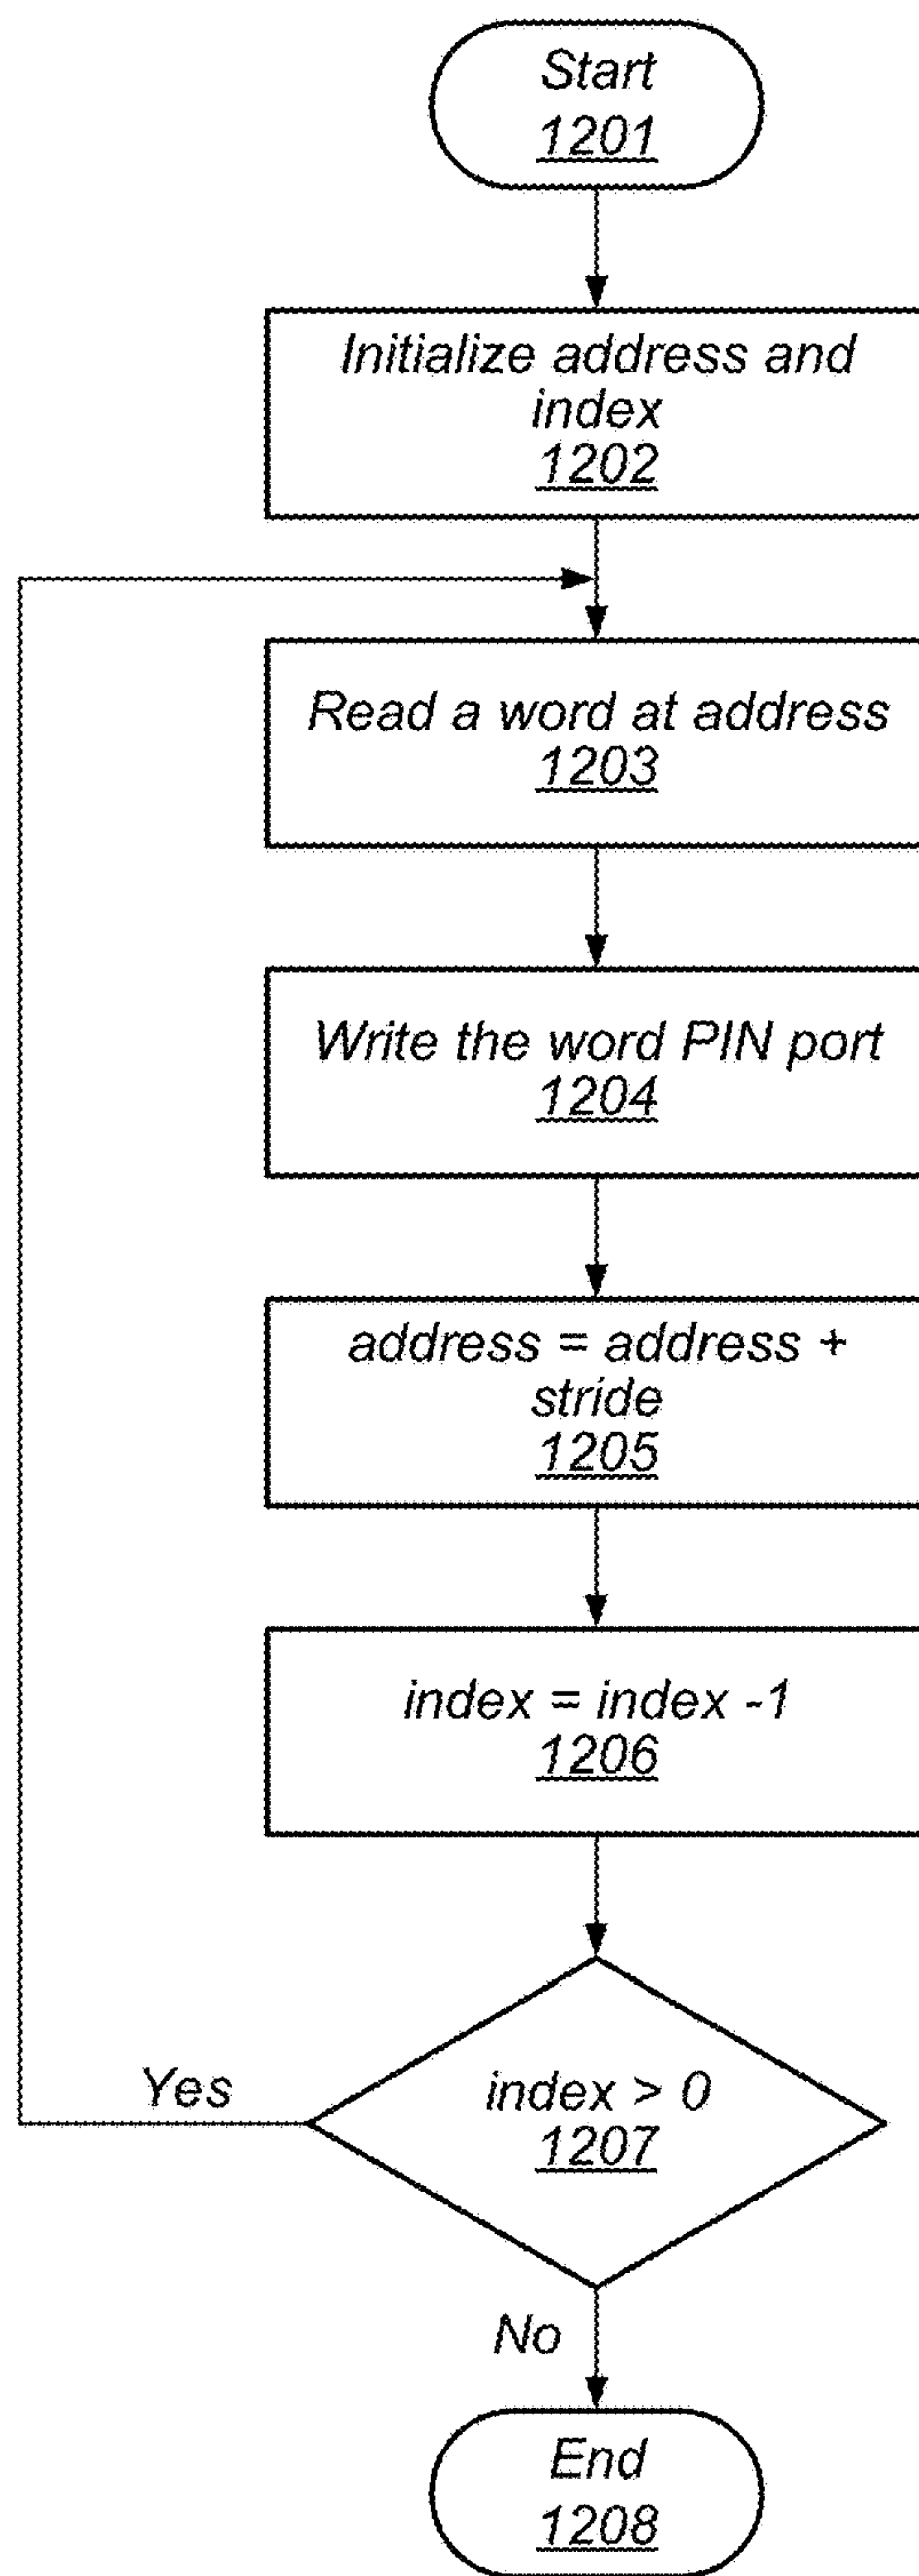 Start
1201
Initialize address and
index
1202
Read a word at address
1203
Write the word PIN port
1204
address = address +
stride
1205
index = index -1
1206
Yes
index > 0
1207
No
End
1208